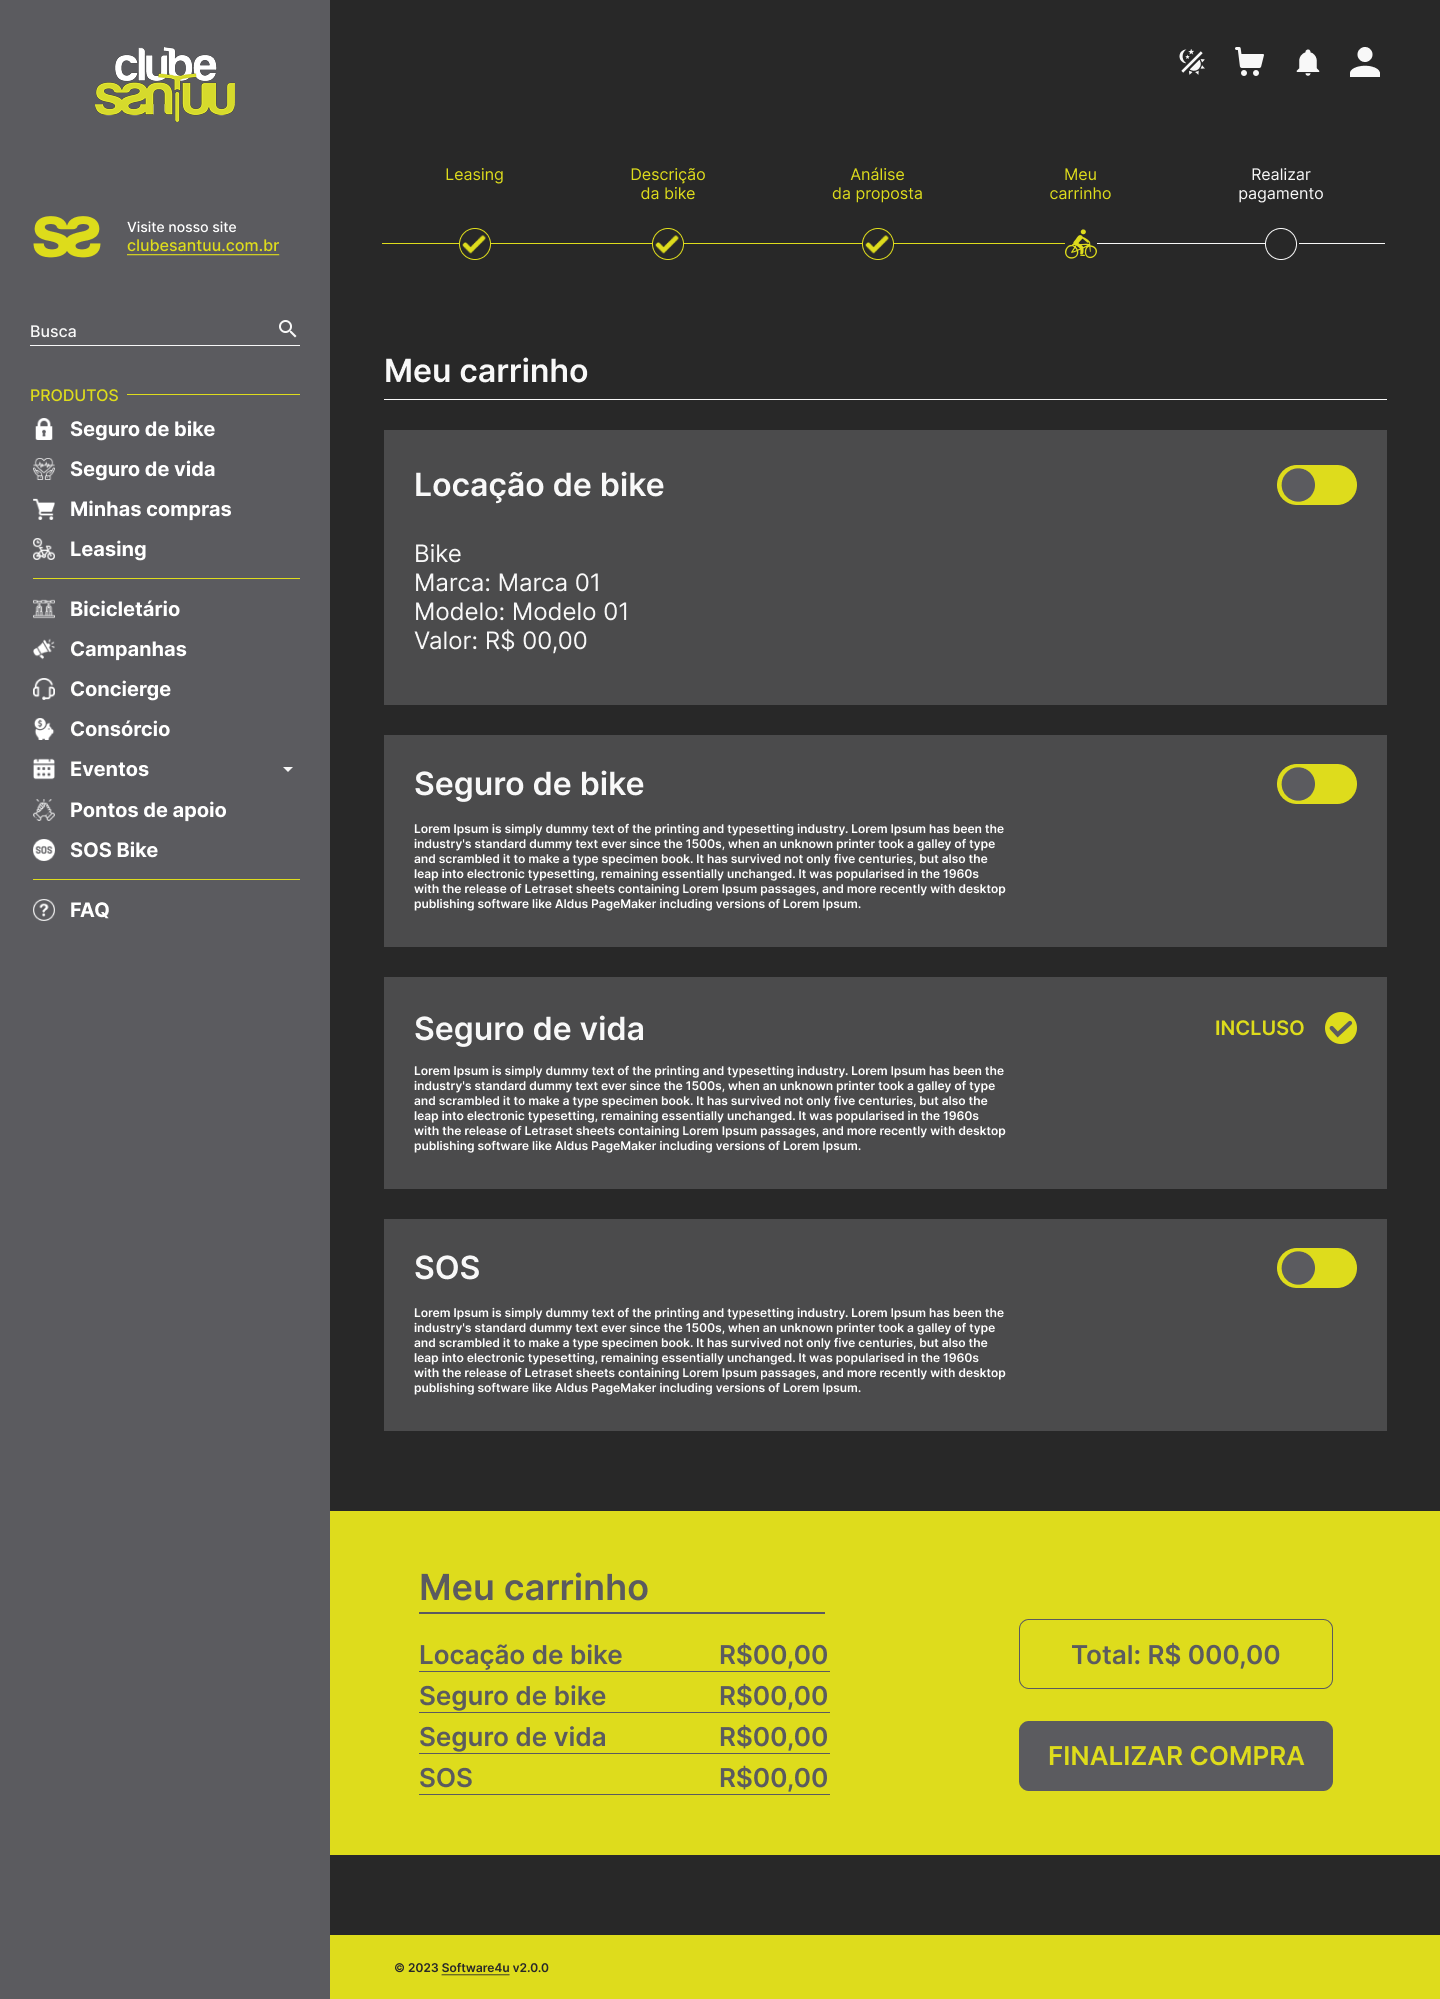 clube
santuu
Visite nosso site
clubesantuu.com.br
Busca
PRODUTOS
Seguro de bike
Seguro de vida
Minhas compras
Leasing
Bicicletário
Campanhas
Concierge
Consórcio
Eventos
Pontos de apoio
SOS
SOS Bike
FAQ
Leasing
Descrição
da bike
Análise
da proposta
Meu
carrinho
Realizar
pagamento
Meu carrinho
Locação de bike
Bike
Marca: Marca 01
Modelo: Modelo 01
Valor: R$ 00,00
Seguro de bike
Lorem Ipsum is simply dummy text of the printing and typesetting industry. Lorem Ipsum has been the
industry's standard dummy text ever since the 1500s, when an unknown printer took a galley of type
and scrambled it to make a type specimen book. It has survived not only five centuries, but also the
leap into electronic typesetting, remaining essentially unchanged. It was popularised in the 1960s
with the release of Letraset sheets containing Lorem Ipsum passages, and more recently with desktop
publishing software like Aldus PageMaker including versions of Lorem Ipsum.
Seguro de vida
INCLUSO
Lorem Ipsum is simply dummy text of the printing and typesetting industry. Lorem Ipsum has been the
industry's standard dummy text ever since the 1500s, when an unknown printer took a galley of type
and scrambled it to make a type specimen book. It has survived not only five centuries, but also the
leap into electronic typesetting, remaining essentially unchanged. It was popularised in the 1960s
with the release of Letraset sheets containing Lorem Ipsum passages, and more recently with desktop
publishing software like Aldus PageMaker including versions of Lorem Ipsum.
SOS
Lorem Ipsum is simply dummy text of the printing and typesetting industry. Lorem Ipsum has been the
industry's standard dummy text ever since the 1500s, when an unknown printer took a galley of type
and scrambled it to make a type specimen book. It has survived not only five centuries, but also the
leap into electronic typesetting, remaining essentially unchanged. It was popularised in the 1960s
with the release of Letraset sheets containing Lorem Ipsum passages, and more recently with desktop
publishing software like Aldus PageMaker including versions of Lorem Ipsum.
Meu carrinho
Locação de bike R$00,00
Seguro de bike R$00,00
Seguro de vida R$00,00
SOS R$00,00
Total: R$ 000,00
FINALIZAR COMPRA
© 2023 Software4u v2.0.0